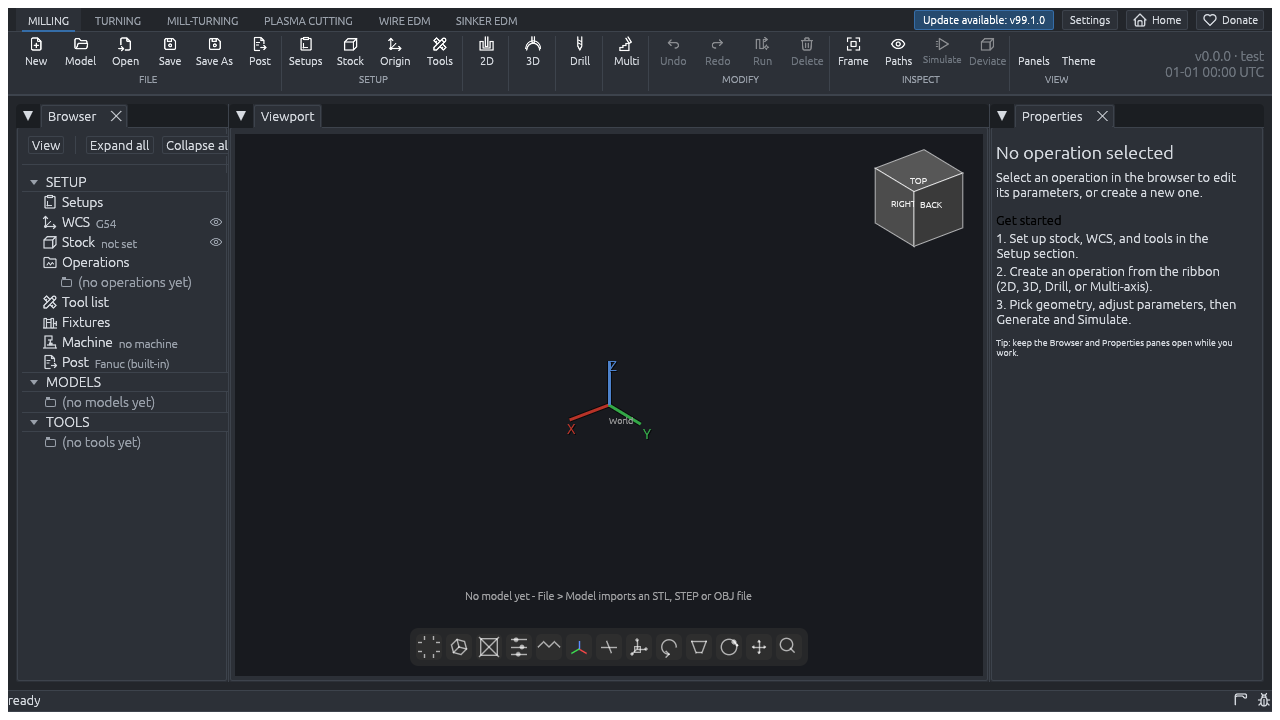 MILLING TURNING MILL-TURNING PLASMA CUTTING WIRE EDM SINKER EDM Update available: v99.1.0 Settings Home Donate
New Model Open Save Save As Post Setups Stock Origin Tools 2D 3D Drill Multi Undo Redo Run Delete Frame Paths Simulate Deviate Panels Theme
FILE SETUP MODIFY INSPECT VIEW
v0.0.0 · test
01-01 00:00 UTC
Browser
View Expand all Collapse al
SETUP
Setups
WCS G54
Stock not set
Operations
(no operations yet)
Tool list
Fixtures
Machine no machine
Post Fanuc (built-in)
MODELS
(no models yet)
TOOLS
(no tools yet)
Viewport
TOP
RIGHT BACK
Z
World
X
Y
No model yet - File > Model imports an STL, STEP or OBJ file
Properties
No operation selected
Select an operation in the browser to edit
its parameters, or create a new one.
Get started
1. Set up stock, WCS, and tools in the
Setup section.
2. Create an operation from the ribbon
(2D, 3D, Drill, or Multi-axis).
3. Pick geometry, adjust parameters, then
Generate and Simulate.
Tip: keep the Browser and Properties panes open while you
work.
ready